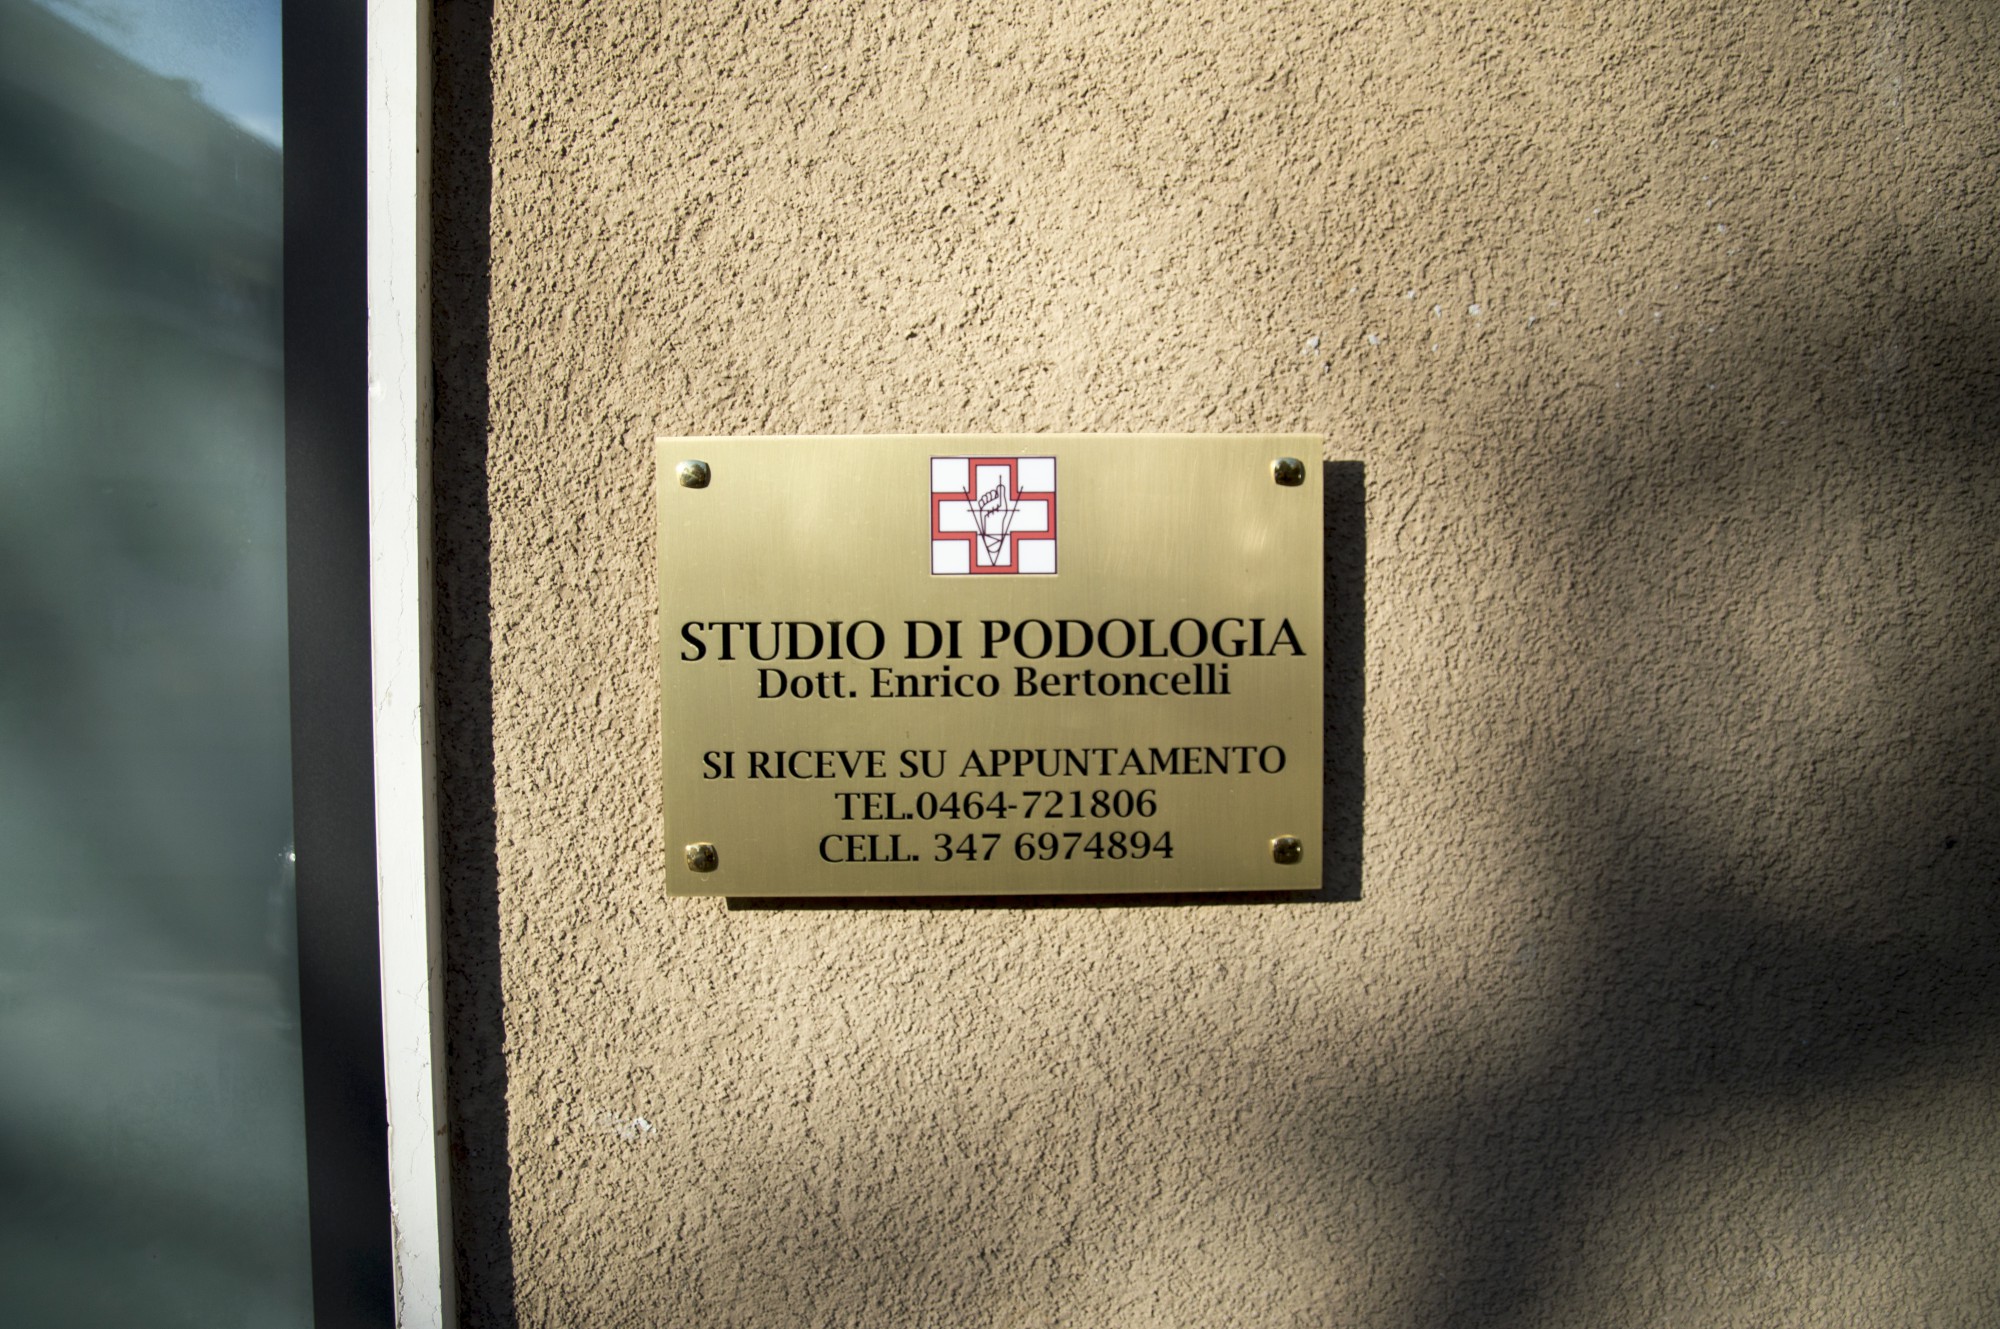 STUDIO DI PODOLOGIA
Dott. Enrico Bertoncelli
SI RICEVE SU APPUNTAMENTO
TEL.0464-721806
CELL. 347 6974894